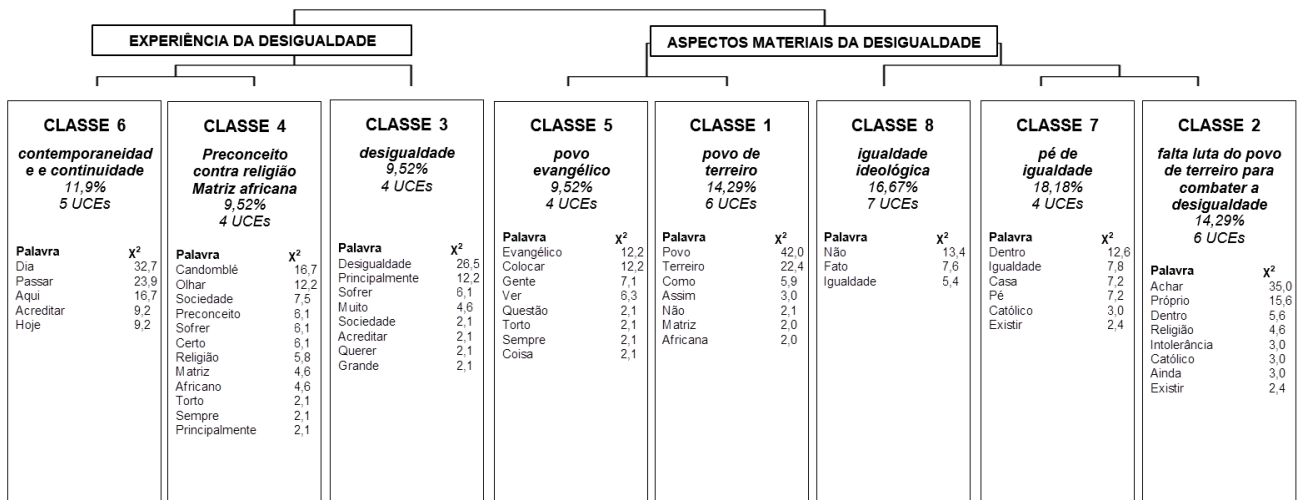 EXPERIÊNCIA DA DESIGUALDADE
ASPECTOS MATERIAIS DA DESIGUALDADE
CLASSE 6
contemporaneidad
e e continuidade
11,9%
5 UCEs
Palavra χ²
Dia 32,7
Passar 23,9
Aqui 16,7
Acreditar 9,2
Hoje 9,2
CLASSE 4
Preconceito
contra religião
Matriz africana
9,52%
4 UCEs
Palavra χ²
Candomblé 16,7
Olhar 12,2
Sociedade 7,5
Preconceito 6,1
Sofrer 6,1
Certo 6,1
Religião 5,8
Matriz 4,6
Africano 4,6
Torto 2,1
Sempre 2,1
Principalmente 2,1
CLASSE 3
desigualdade
9,52%
4 UCEs
Palavra χ²
Desigualdade 26,5
Principalmente 12,2
Sofrer 6,1
Muito 4,6
Sociedade 2,1
Acreditar 2,1
Querer 2,1
Grande 2,1
CLASSE 5
povo
evangélico
9,52%
4 UCEs
Palavra χ²
Evangélico 12,2
Colocar 12,2
Gente 7,1
Ver 6,3
Questão 2,1
Torto 2,1
Sempre 2,1
Coisa 2,1
CLASSE 1
povo de
terreiro
14,29%
6 UCEs
Palavra χ²
Povo 42,0
Terreiro 22,4
Como 5,9
Assim 3,0
Não 2,1
Matriz 2,0
Africana 2,0
CLASSE 8
igualdade
ideológica
16,67%
7 UCEs
Palavra χ²
Não 13,4
Fato 7,6
Igualdade 5,4
CLASSE 7
pé de
igualdade
18,18%
4 UCEs
Palavra χ²
Dentro 12,6
Igualdade 7,8
Casa 7,2
Pé 7,2
Católico 3,0
Existir 2,4
CLASSE 2
falta luta do povo
de terreiro para
combater a
desigualdade
14,29%
6 UCEs
Palavra χ²
Achar 35,0
Próprio 15,6
Dentro 5,6
Religião 4,6
Intolerância 3,0
Católico 3,0
Ainda 3,0
Existir 2,4